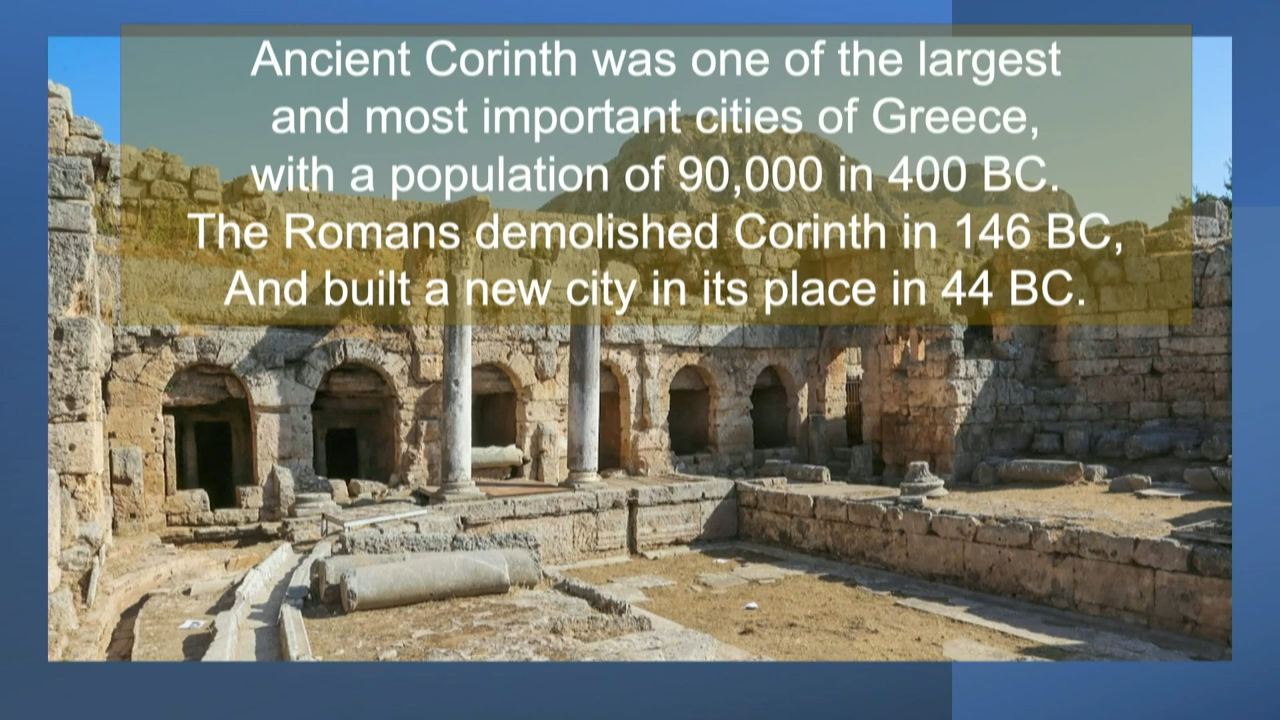 Ancient Corinth was one of the largest
and most important cities of Greece,
with a population of 90,000 in 400 BC.
The Romans demolished Corinth in 146 BC,
And built a new city in its place in 44 BC.